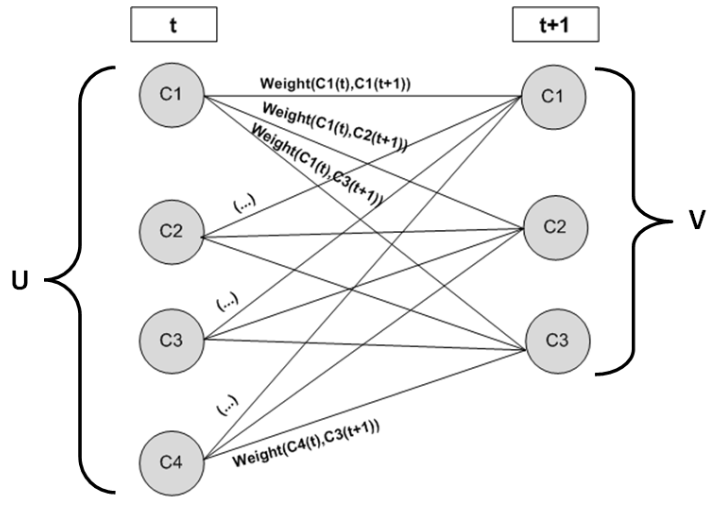 t
t+1
C1
Weight(C1(t),C1(t+1))
C1
Weight(C1(t),C2(t+1))
Weight(C1(t),C3(t+1))
(...)
C2
C2
V
U
(...)
C3
C3
(...)
C4
Weight(C4(t),C3(t+1))